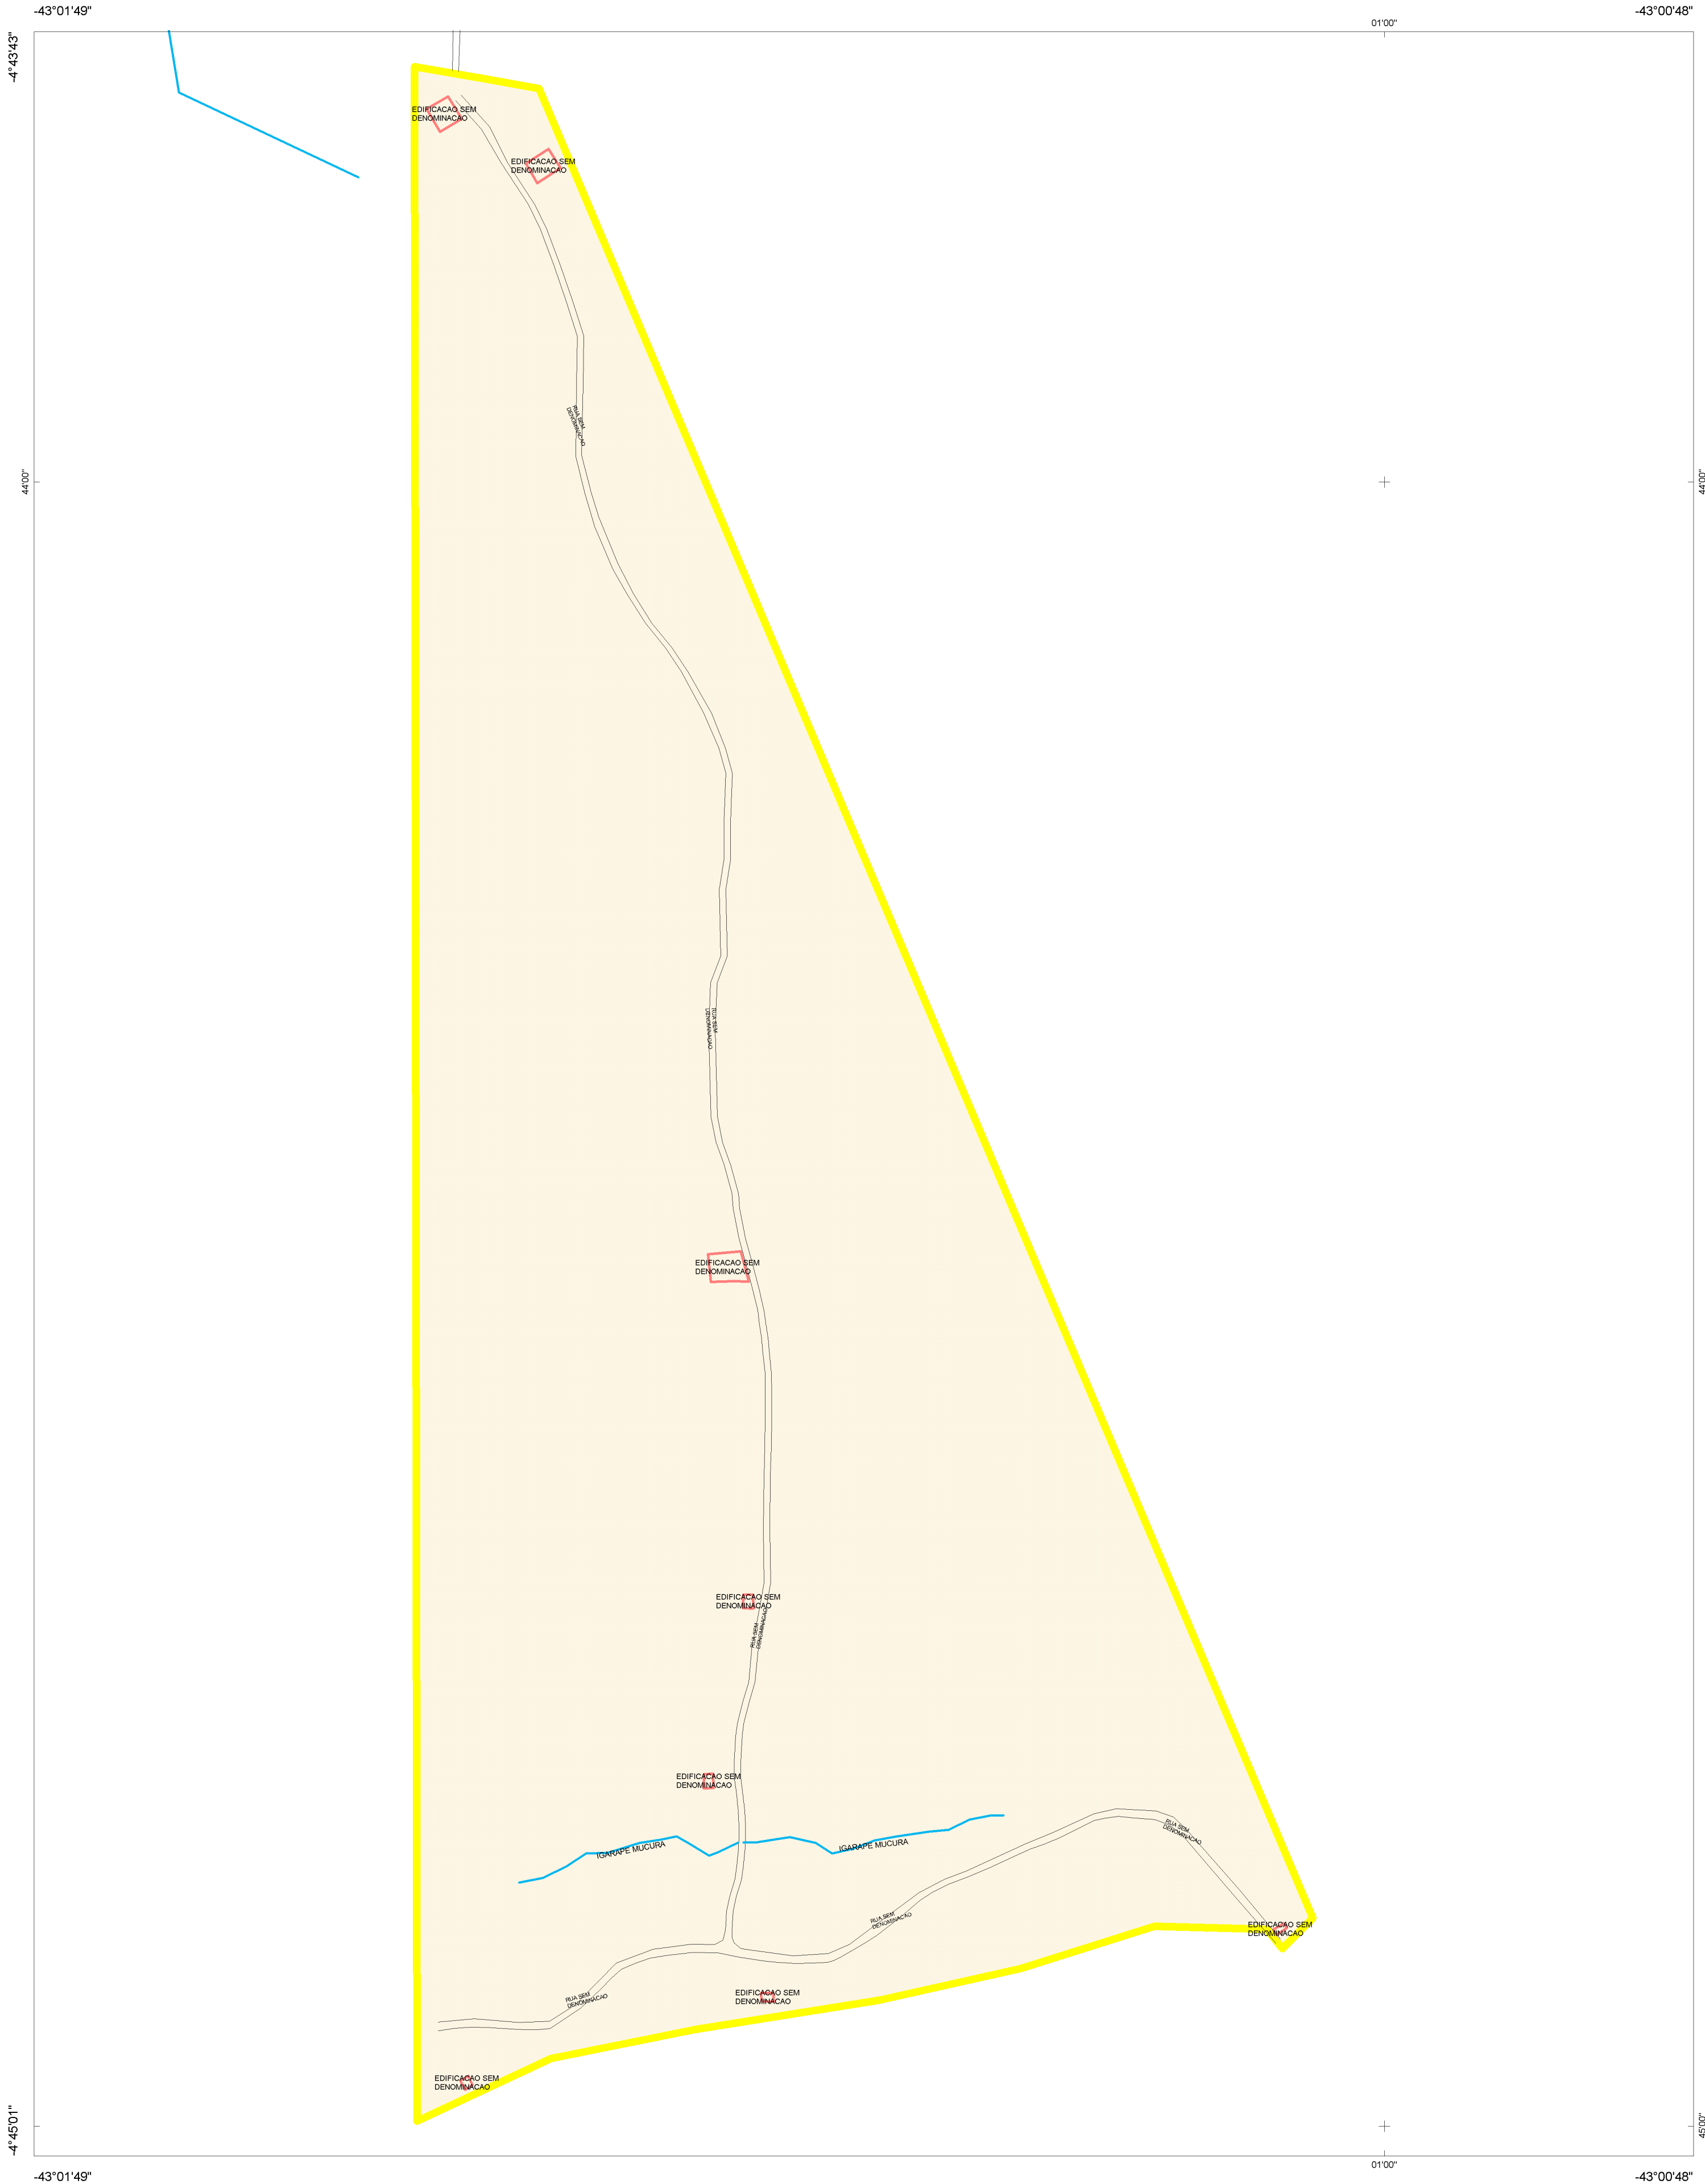 -43°01'49"
-43°00'48"
01'00"
-4°43'43"
EDIFICACAO SEM
DENOMINACAO
EDIFICACAO SEM
DENOMINACAO
RUA SEM
DENOMINACAO
44'00"
44'00"
RUA SEM
DENOMINACAO
EDIFICACAO SEM
DENOMINACAO
EDIFICACAO SEM
DENOMINACAO
RUA SEM
DENOMINACAO
EDIFICACAO SEM
DENOMINACAO
RUA SEM
DENOMINACAO
IGARAPE MUCURA
IGARAPE MUCURA
RUA SEM
DENOMINACAO
EDIFICACAO SEM
DENOMINACAO
EDIFICACAO SEM
DENOMINACAO
RUA SEM
DENOMINACAO
EDIFICACAO SEM
DENOMINACAO
-4°45'01"
45'00"
01'00"
-43°01'49"
-43°00'48"